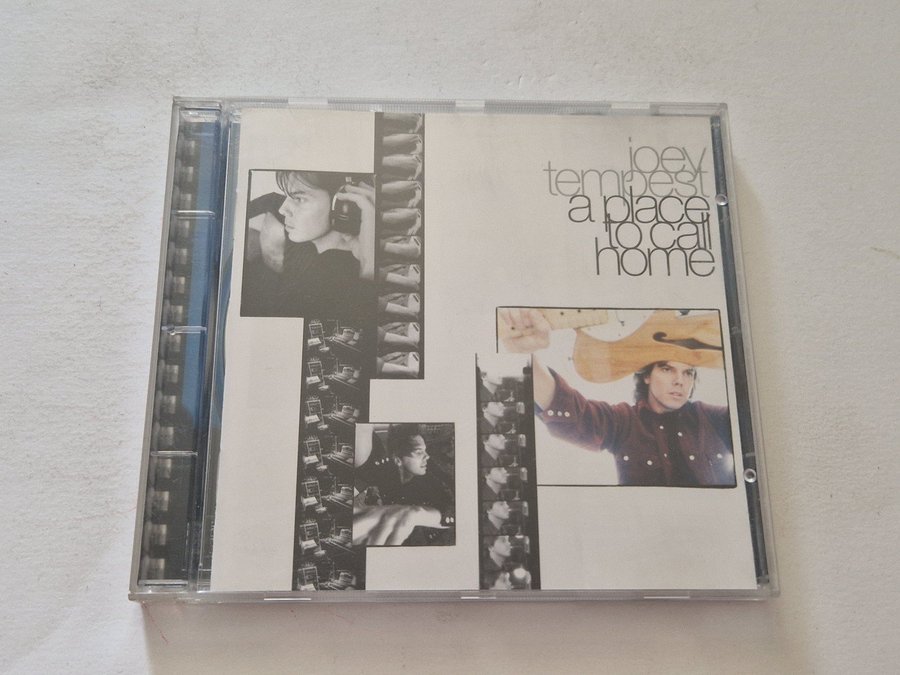 joey
tempest
a place
to call
home